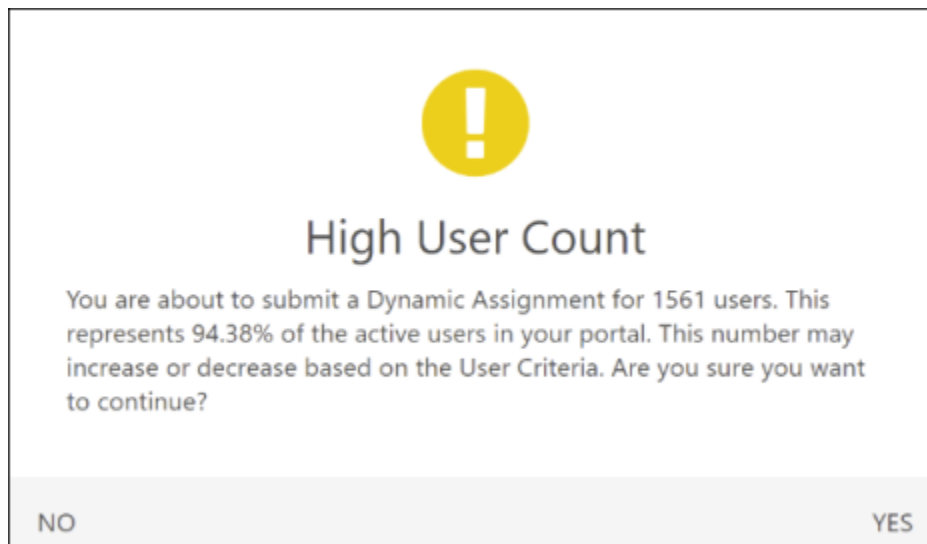 High User Count
You are about to submit a Dynamic Assignment for 1561 users. This
represents 94.38% of the active users in your portal. This number may
increase or decrease based on the User Criteria. Are you sure you want
to continue?
NO YES